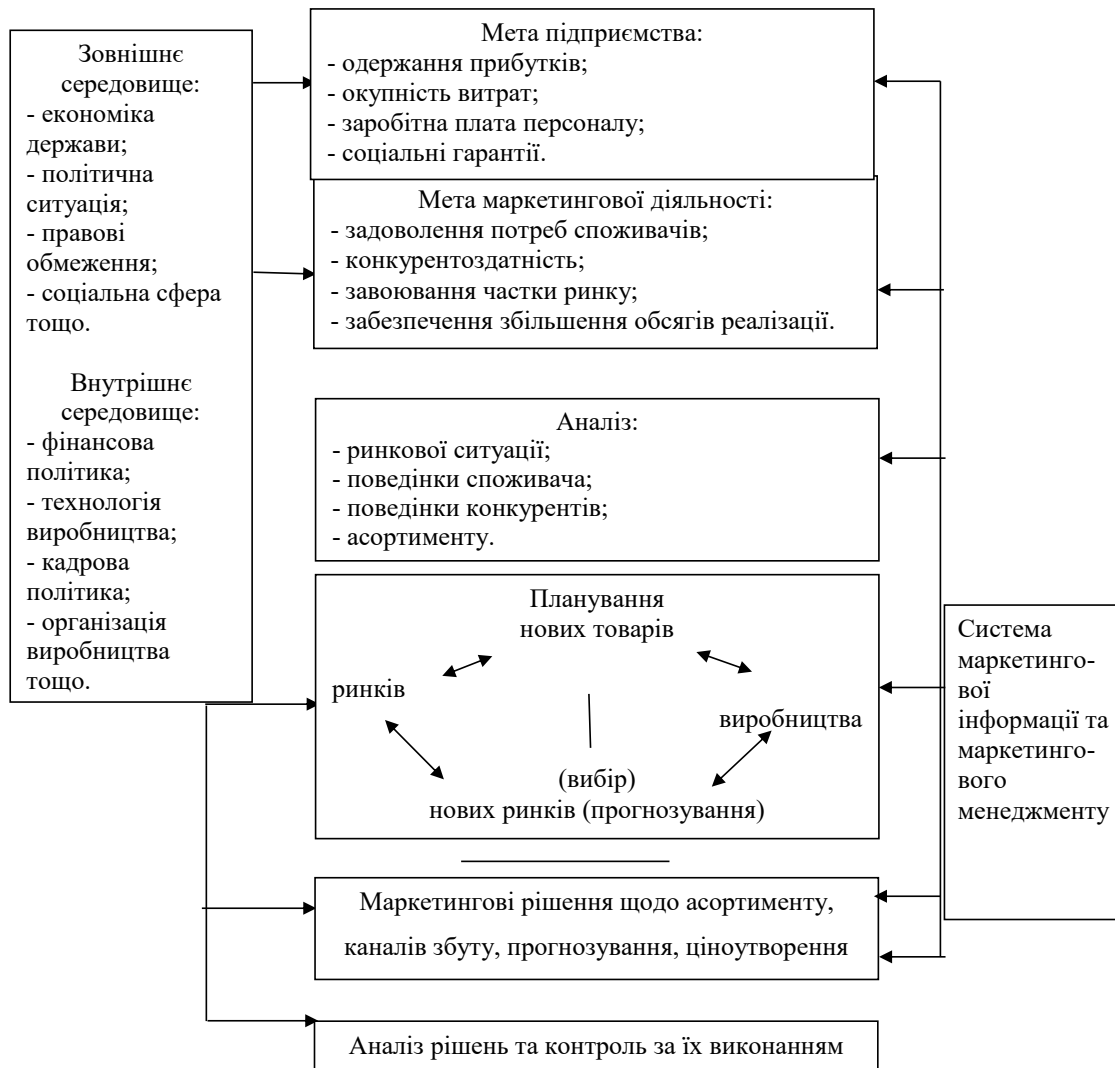 Зовнішнє
середовище:
- економіка
держави;
- політична
ситуація;
- правові
обмеження;
- соціальна сфера
тощо.
Внутрішнє
середовище:
- фінансова
політика;
- технологія
виробництва;
- кадрова
політика;
- організація
виробництва
тощо.
Мета підприємства:
- одержання прибутків;
- окупність витрат;
- заробітна плата персоналу;
- соціальні гарантії.
Мета маркетингової діяльності:
- задоволення потреб споживачів;
- конкурентоздатність;
- завоювання частки ринку;
- забезпечення збільшення обсягів реалізації.
Аналіз:
- ринкової ситуації;
- поведінки споживача;
- поведінки конкурентів;
- асортименту.
Планування
нових товарів
ринків
виробництва
(вибір)
нових ринків (прогнозування)
Маркетингові рішення щодо асортименту,
каналів збуту, прогнозування, ціноутворення
Аналіз рішень та контроль за їх виконанням
Система
маркетинго-
вої
інформації та
маркетинго-
вого
менеджменту